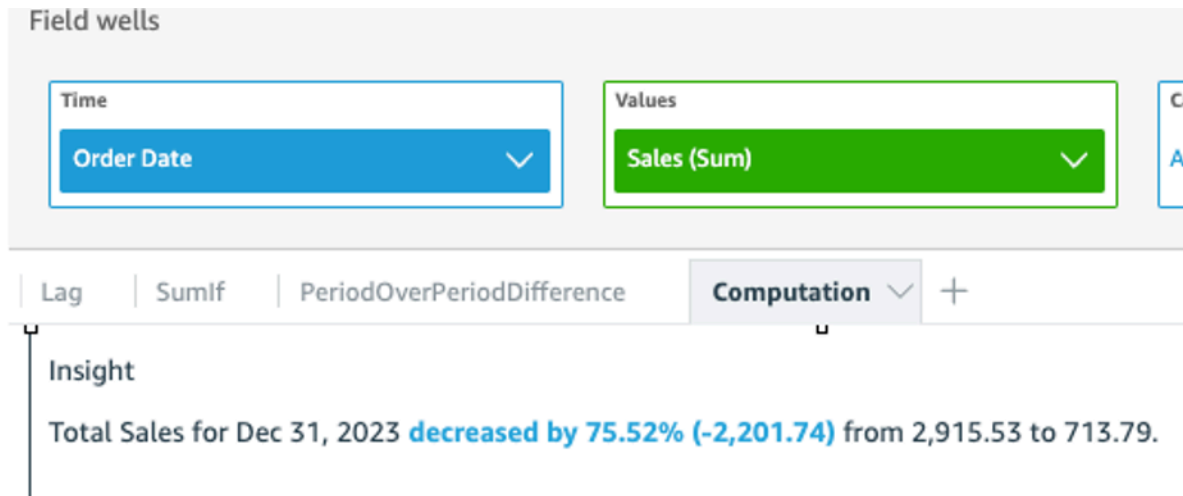 Field wells
Time
Values
Order Date
Sales (Sum)
Lag
SumIf
PeriodOverPeriodDifference
Computation
Insight
Total Sales for Dec 31, 2023 decreased by 75.52% (-2,201.74) from 2,915.53 to 713.79.